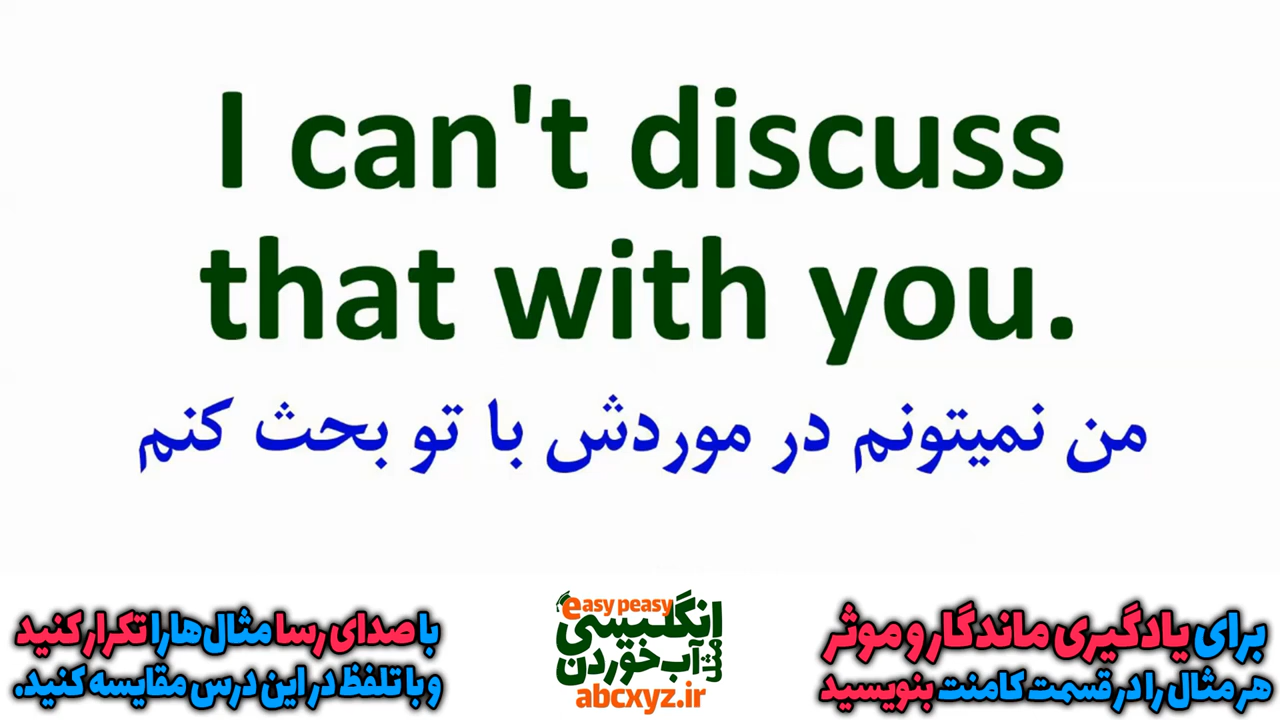 I can't discuss
that with you.
من نمیتونم در موردش با تو بحث کنم
برای یادگیری ماندگار و موثر
هر مثال را در قسمت کامنت بنویسید
easy peasy
انگلیسی
مثل آب خوردن
abcxyz.ir
با صدای رسا مثال‌ها را تکرار کنید
و با تلفظ در این درس مقایسه کنید.